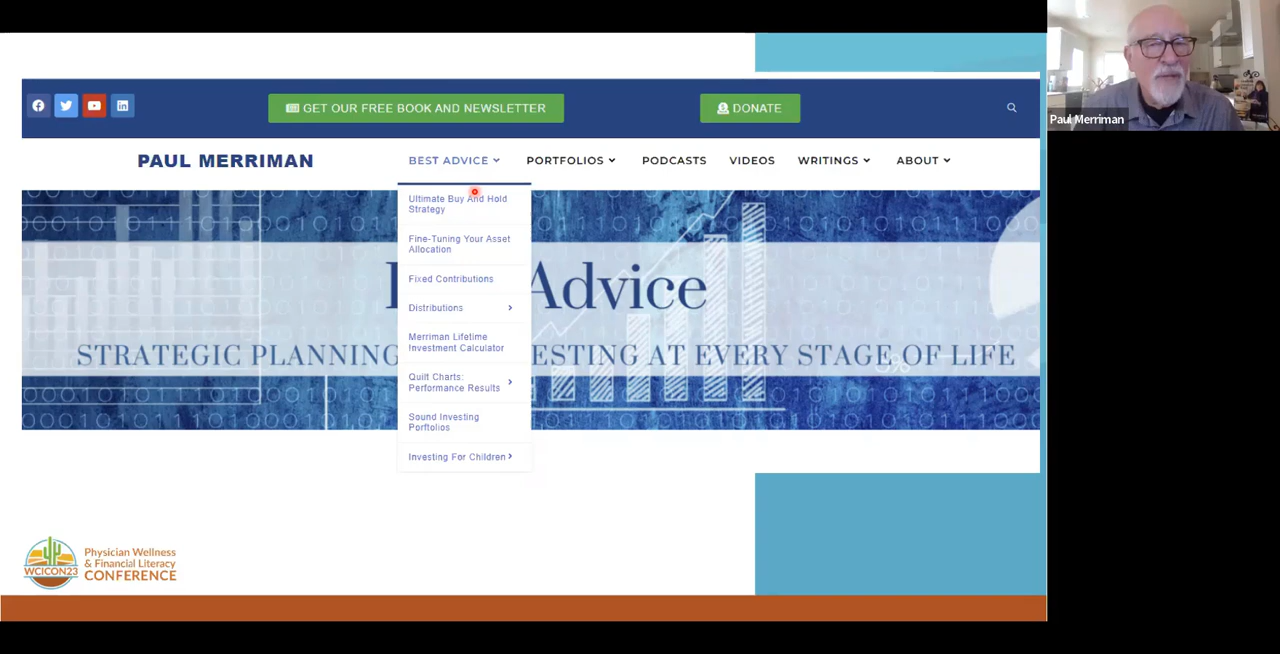 GET OUR FREE BOOK AND NEWSLETTER
DONATE
Paul Merriman
PAUL MERRIMAN
BEST ADVICE
PORTFOLIOS
PODCASTS
VIDEOS
WRITINGS
ABOUT
Ultimate Buy And Hold
Strategy
Fine-Tuning Your Asset
Allocation
Fixed Contributions
Distributions
Merriman Lifetime
Investment Calculator
Quilt Charts:
Performance Results
Sound Investing
Porftolios
Investing For Children
Advice
STRATEGIC PLANNING
ESTING AT EVERY STAGE OF LIFE
WCICON23
Physician Wellness
& Financial Literacy
CONFERENCE